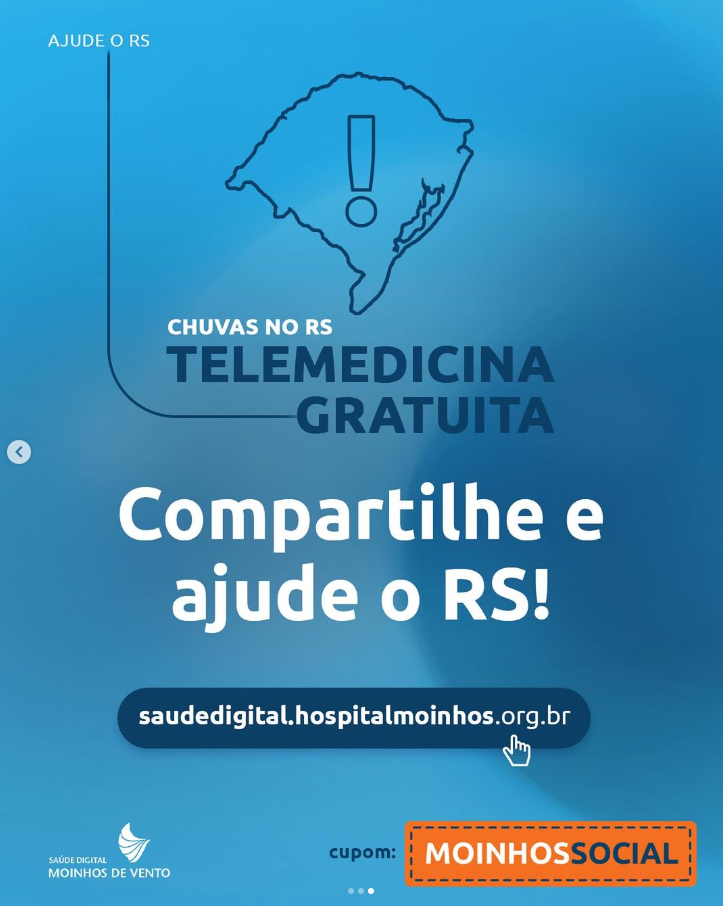 AJUDE O RS
!
CHUVAS NO RS
TELEMEDICINA
GRATUITA
Compartilhe e
ajude o RS!
saudedigital.hospitalmoinhos.org.br
SAÚDE DIGITAL
MOINHOS DE VENTO
cupom: MOINHOSSOCIAL